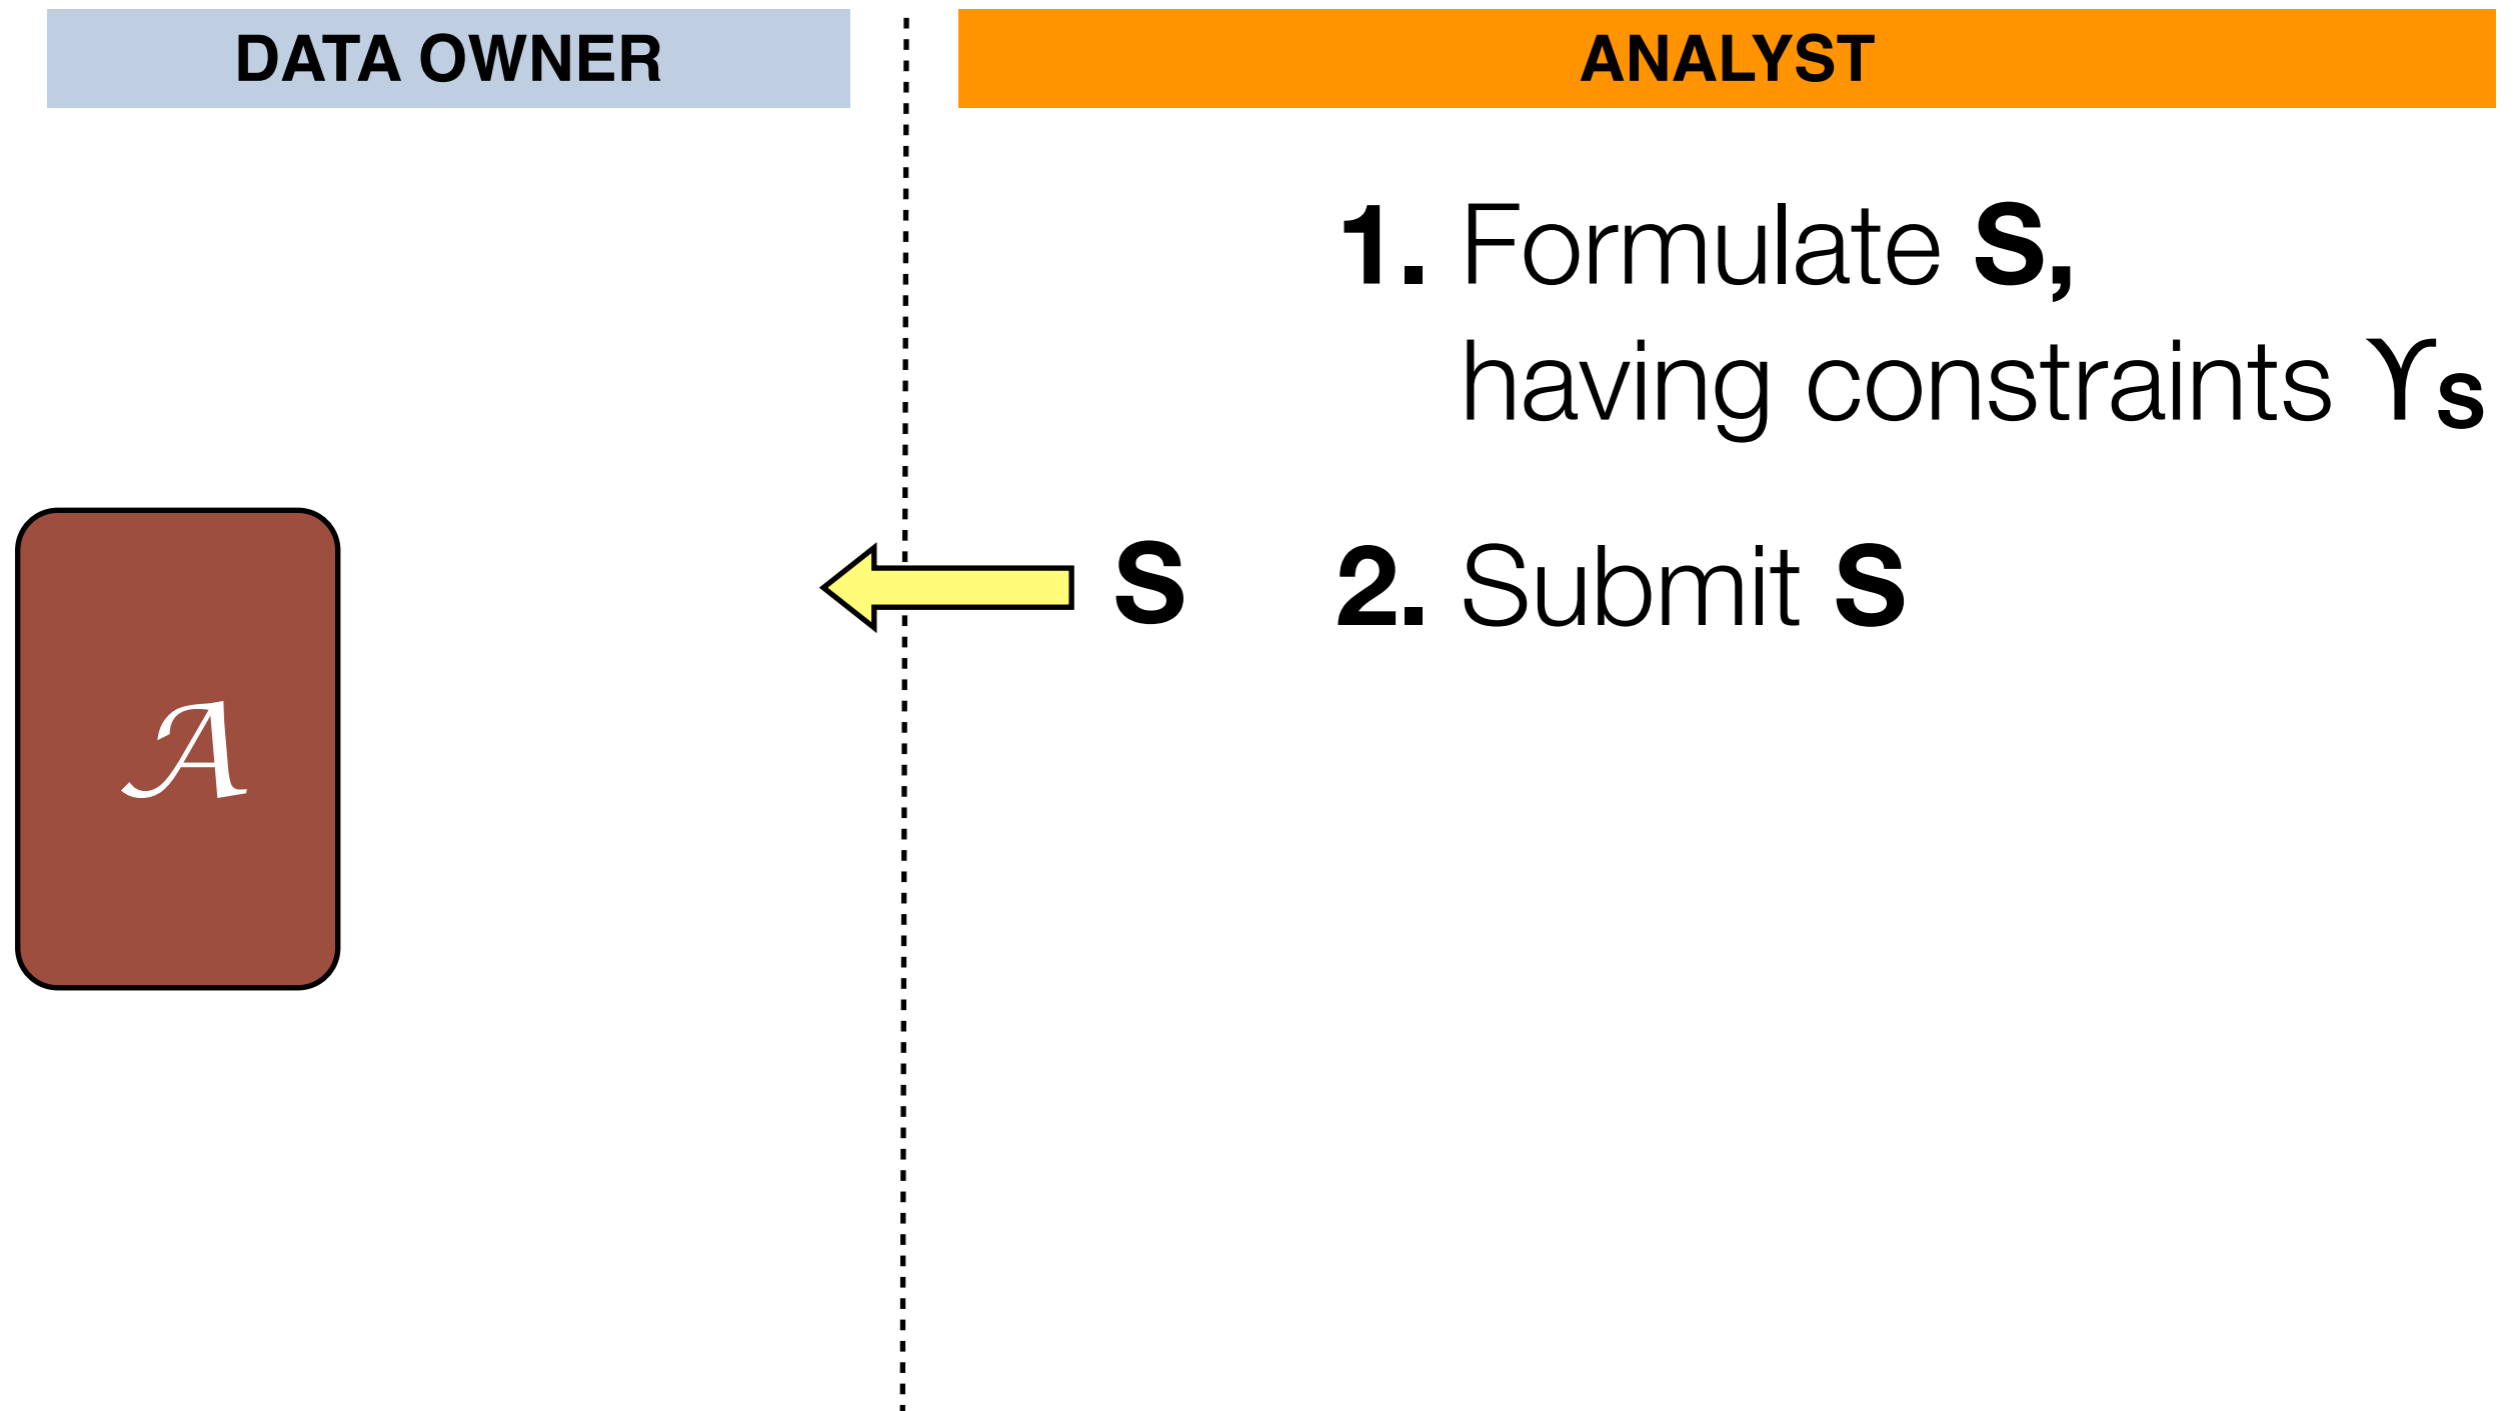 DATA OWNER
ANALYST
1. Formulate S,
having constraints ϒs
S
2. Submit S
𝒜